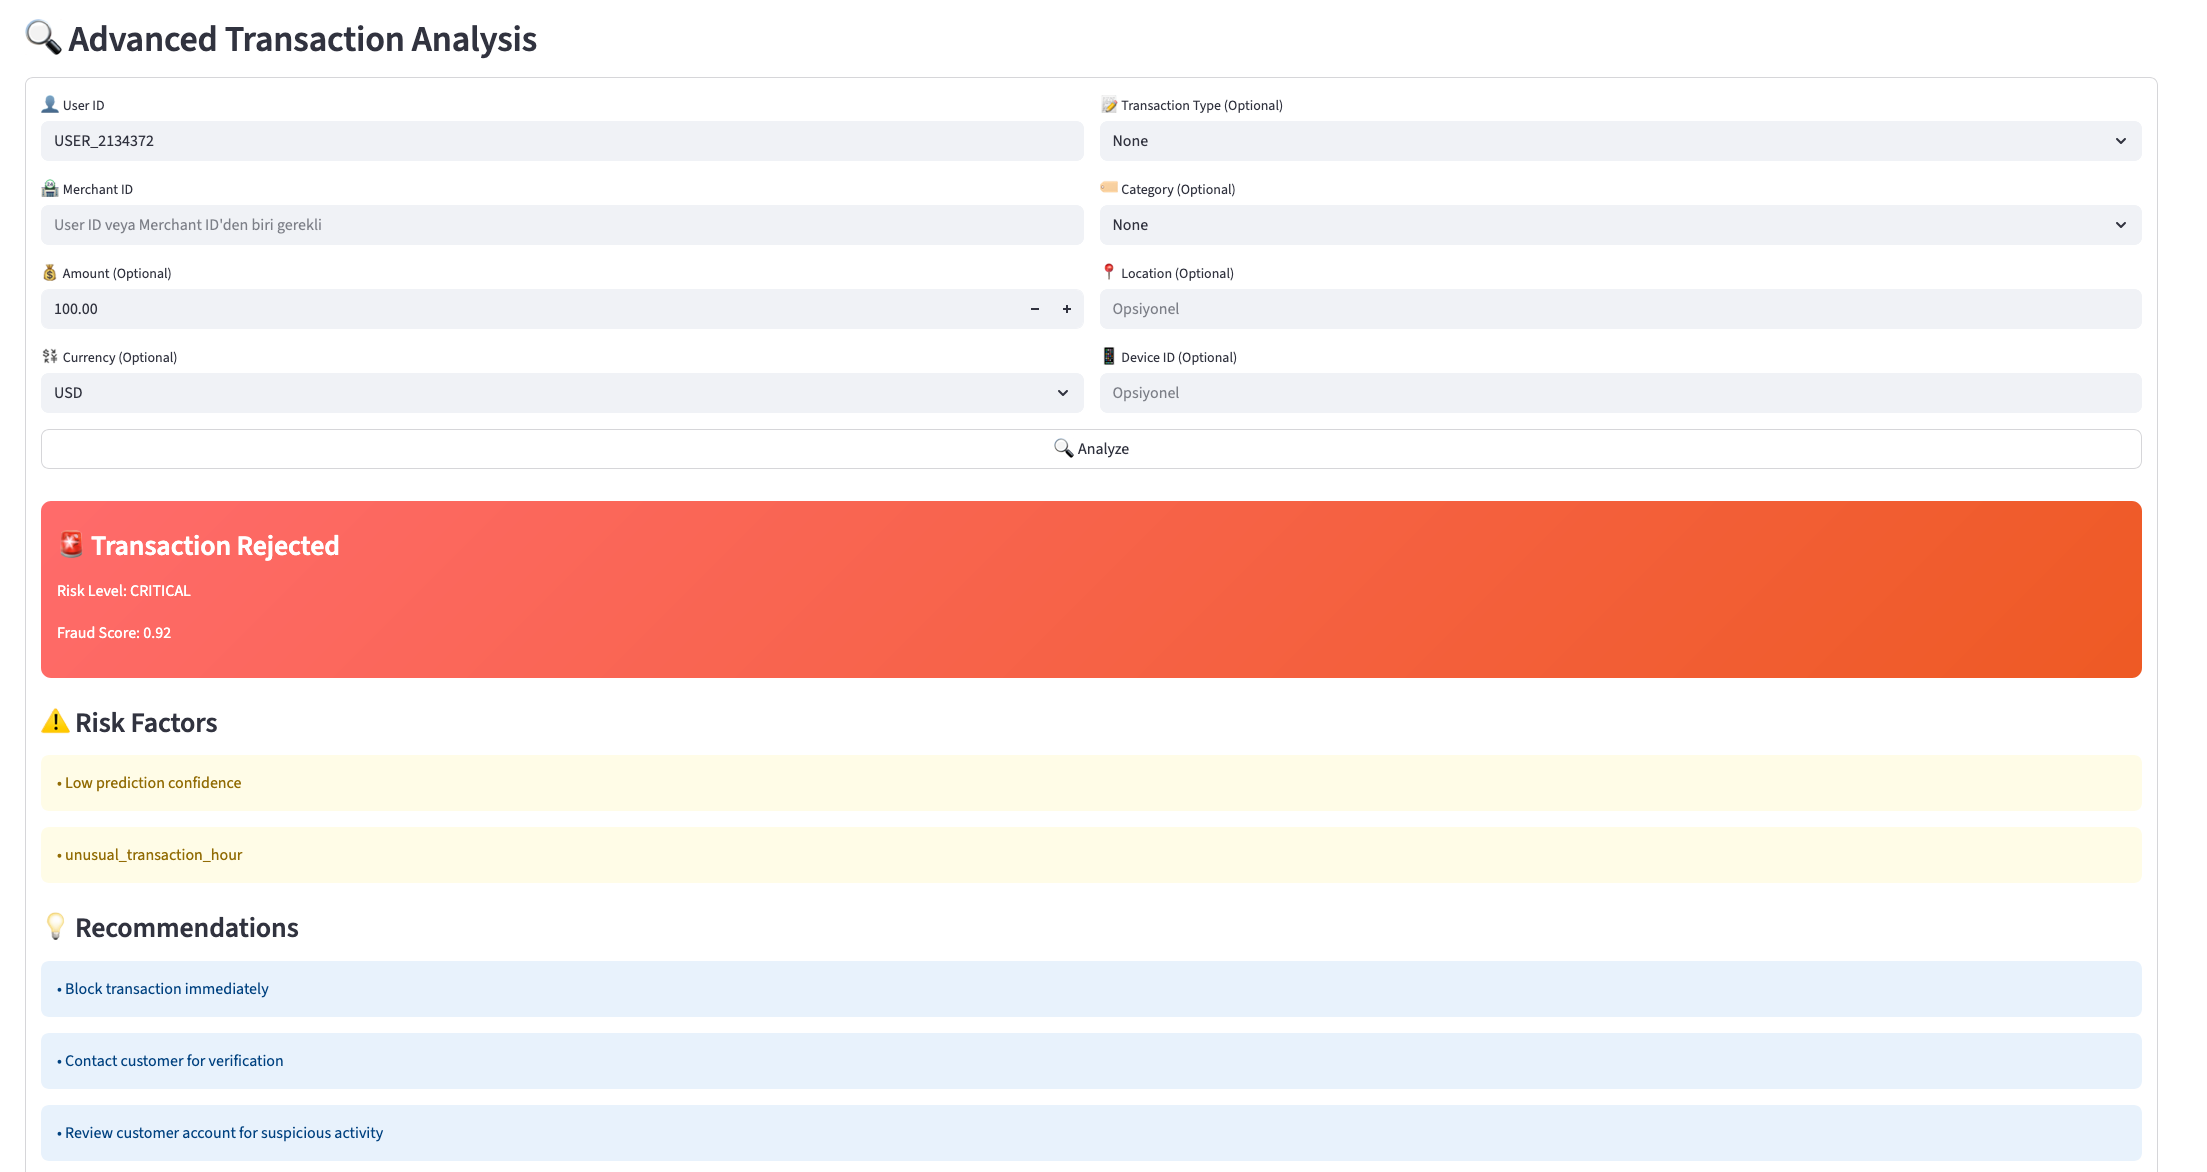 Advanced Transaction Analysis
User ID
USER_2134372
Transaction Type (Optional)
None
Merchant ID
User ID veya Merchant ID'den biri gerekli
Category (Optional)
None
Amount (Optional)
100.00
− +
Location (Optional)
Opsiyonel
Currency (Optional)
USD
Device ID (Optional)
Opsiyonel
Analyze
Transaction Rejected
Risk Level: CRITICAL
Fraud Score: 0.92
Risk Factors
• Low prediction confidence
• unusual_transaction_hour
Recommendations
• Block transaction immediately
• Contact customer for verification
• Review customer account for suspicious activity